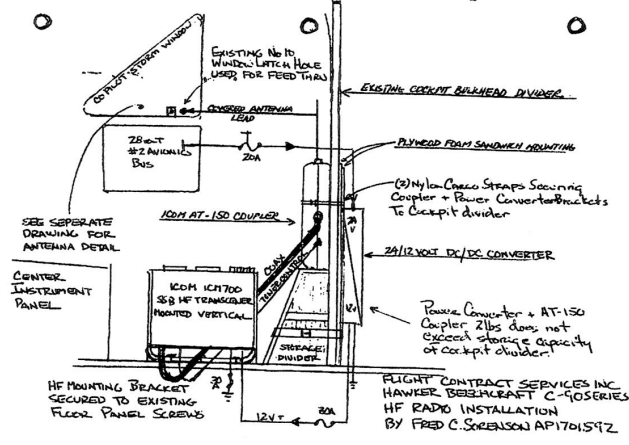 COPILOT STORM WINDOW
EXISTING No 10
WINDOW LATCH HOLE
USED FOR FEED THRU
COVERED ANTENNA
LEAD
EXISTING COCKPIT BULKHEAD DIVIDER
28 VOLT
#2 AVIONIC
BUS
20A
PLYWOOD FOAM SANDWICH MOUNTING
(2) Nylon Cargo Straps Securing
Coupler + Power Converter Brackets
To Cockpit divider
SEE SEPERATE
DRAWING FOR
ANTENNA DETAIL
ICOM AT-150 COUPLER
24/12 VOLT DC/DC CONVERTER
COAX
TUNER CONTROL
CENTER
INSTRUMENT
PANEL
ICOM ICM700
SSB HF TRANSCEIVER
MOUNTED VERTICAL
12V
Power Converter + AT-150
Coupler 21bs does not
exceed storage capacity
of cockpit divider.
STORAGE
DIVIDER
HF MOUNTING BRACKET
SECURED TO EXISTING
FLOOR PANEL SCREWS
12V+
30A
FLIGHT CONTRACT SERVICES INC
HAWKER BEECHCRAFT C-90 SERIES
HF RADIO INSTALLATION
BY FRED C. SORENSON AP1701592